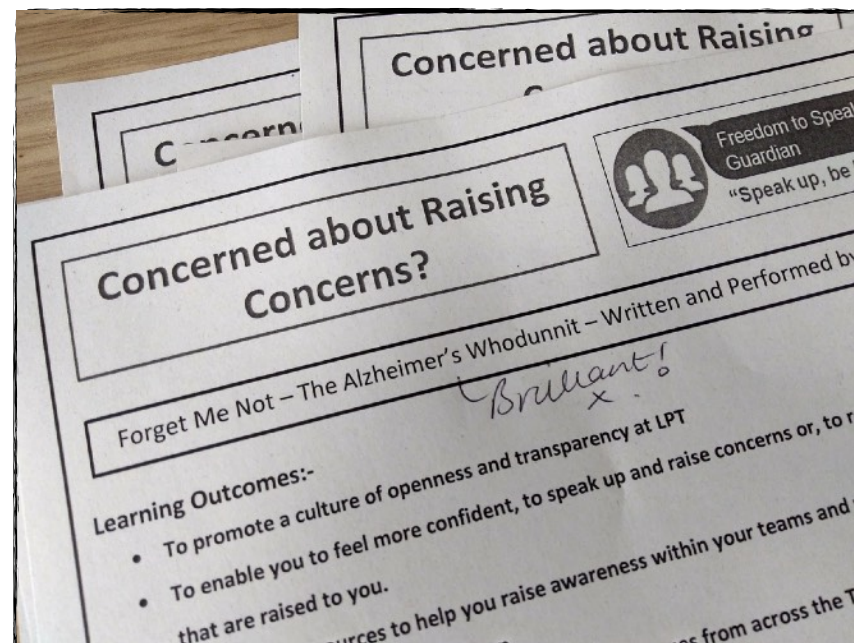 Concerned about Raising
Concerned about Raising
Concerns?
Freedom to Speak
Guardian
“Speak up, be
Forget Me Not – The Alzheimer’s Whodunnit – Written and Performed by
Brilliant!
x
Learning Outcomes:-
• To promote a culture of openness and transparency at LPT
• To enable you to feel more confident, to speak up and raise concerns or, to
that are raised to you.
to help you raise awareness within your teams and
from across the